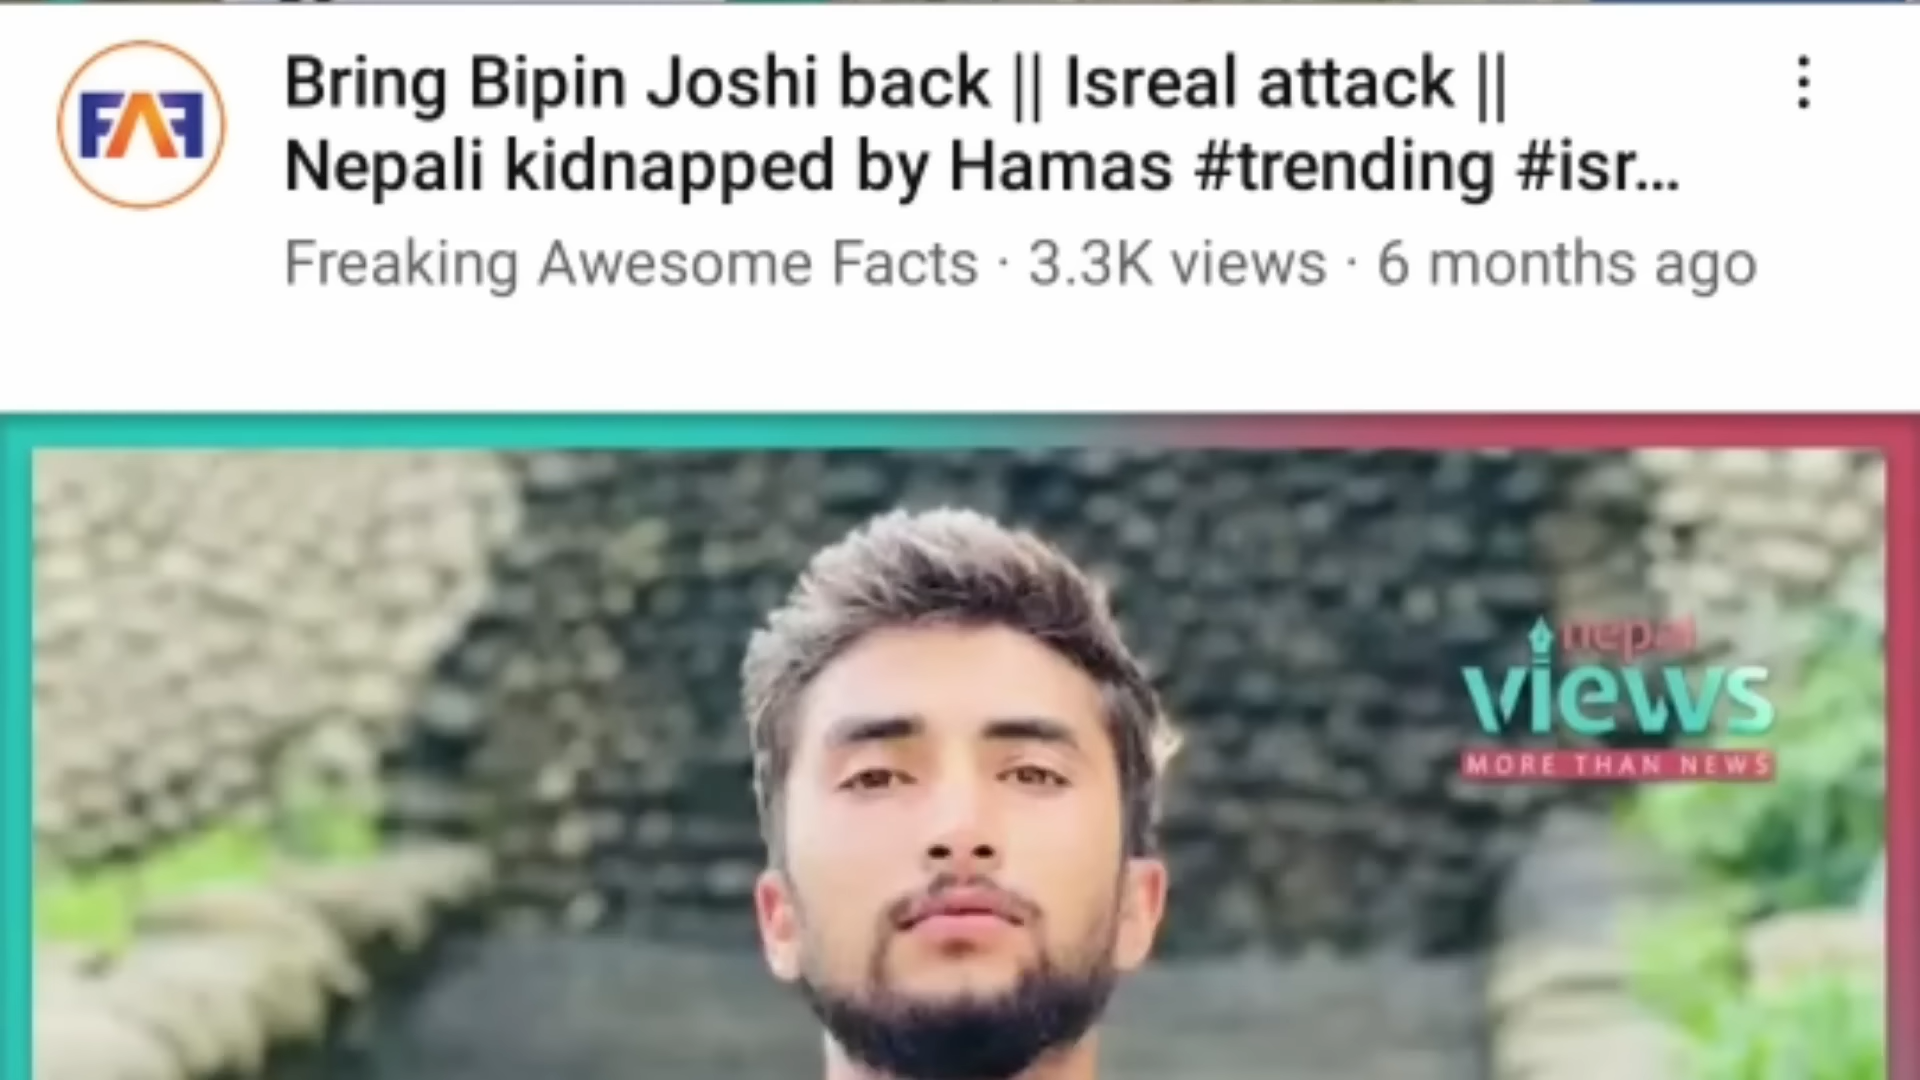 FAF
Bring Bipin Joshi back || Isreal attack ||
Nepali kidnapped by Hamas #trending #isr...
Freaking Awesome Facts · 3.3K views · 6 months ago
nepal
views
MORE THAN NEWS